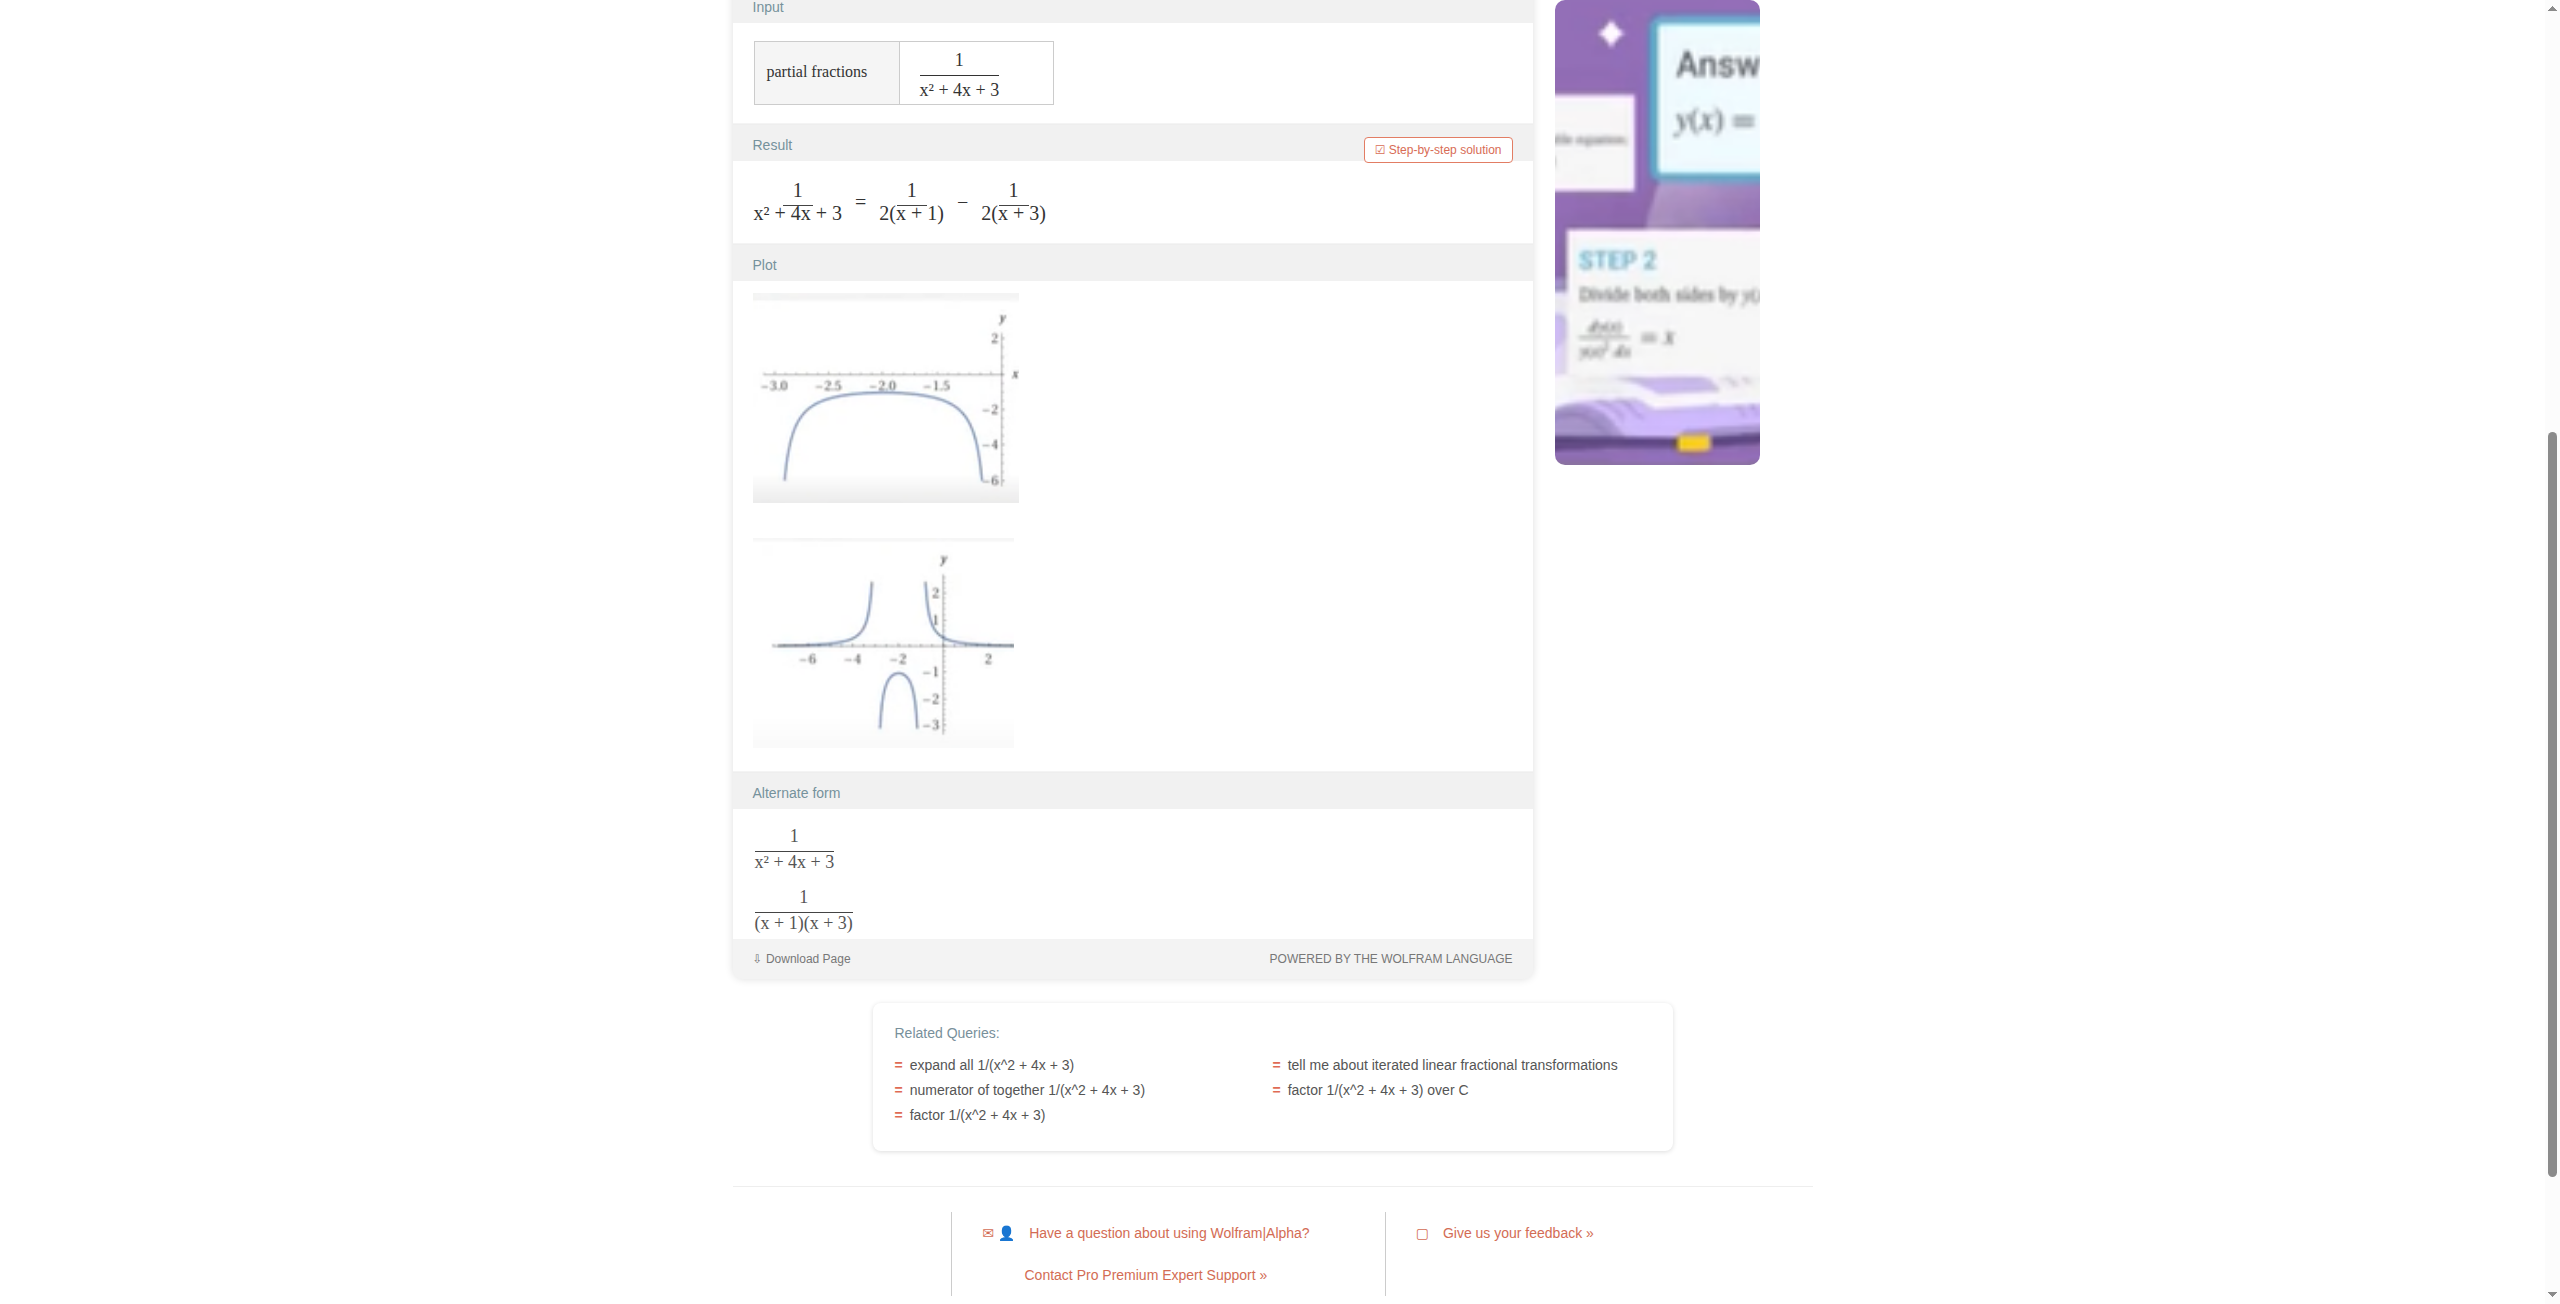 Input
partial fractions
1
x² + 4x + 3
Result
☑ Step-by-step solution
1 1 1
x² + 4x + 3 = 2(x + 1) − 2(x + 3)
Plot
y
2
x
−3.0 −2.5 −2.0 −1.5
−2
−4
−6
y
2
1
−6 −4 −2 2
−1
−2
−3
Alternate form
1
x² + 4x + 3
1
(x + 1)(x + 3)
⇩ Download Page
POWERED BY THE WOLFRAM LANGUAGE
Answ
y(x) =
equation,
STEP 2
Divide both sides by y(
= x
Related Queries:
= expand all 1/(x^2 + 4x + 3)
= numerator of together 1/(x^2 + 4x + 3)
= factor 1/(x^2 + 4x + 3)
= tell me about iterated linear fractional transformations
= factor 1/(x^2 + 4x + 3) over C
Have a question about using Wolfram|Alpha?
Contact Pro Premium Expert Support »
Give us your feedback »